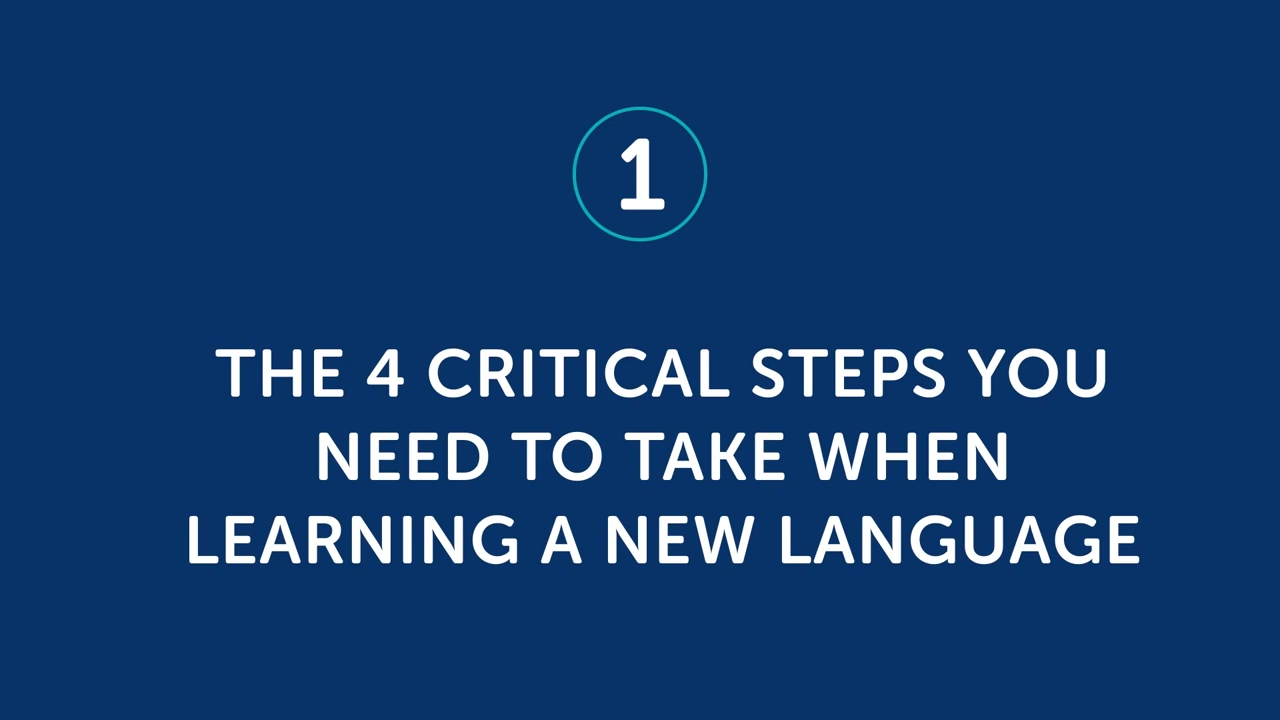 1
THE 4 CRITICAL STEPS YOU
NEED TO TAKE WHEN
LEARNING A NEW LANGUAGE